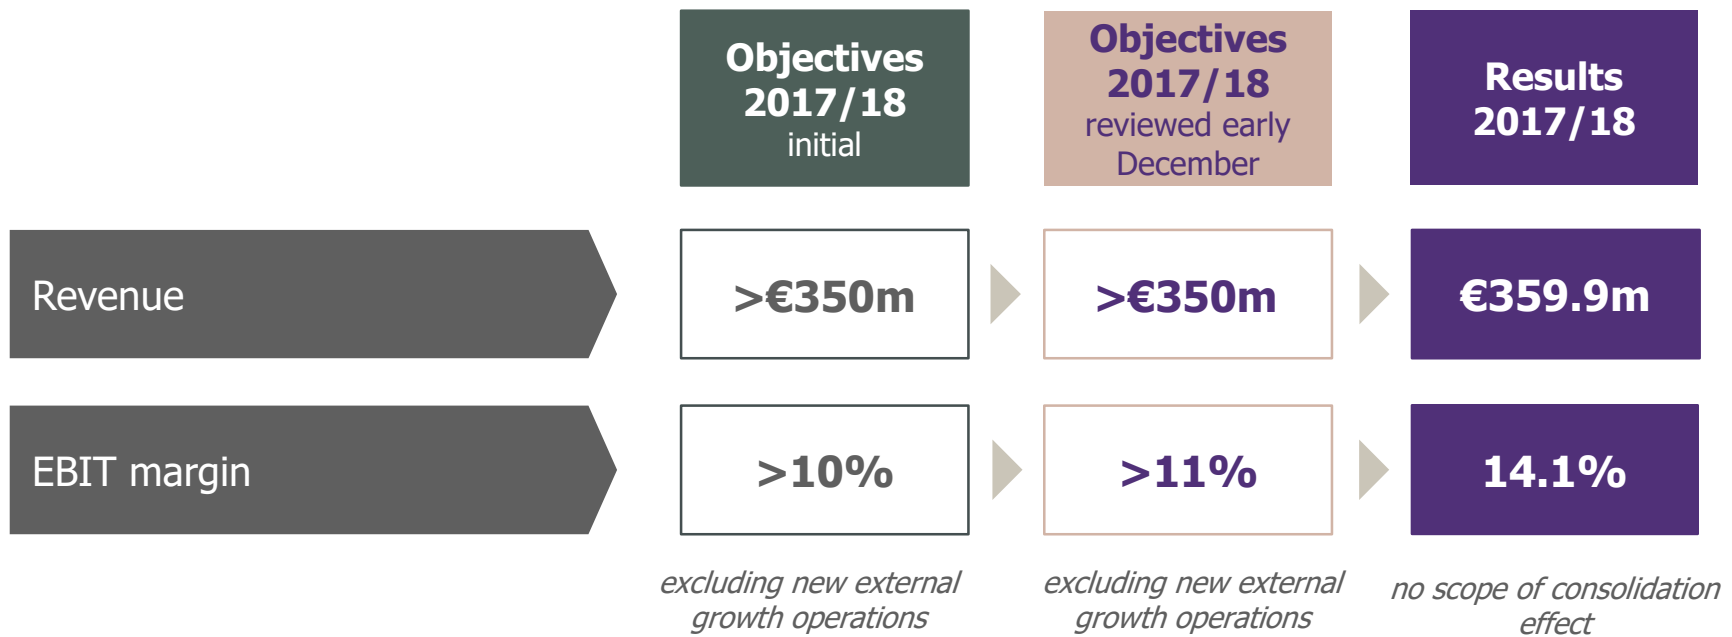 Objectives
2017/18
initial
Objectives
2017/18
reviewed early
December
Results
2017/18
Revenue
>€350m
>€350m
€359.9m
EBIT margin
>10%
>11%
14.1%
excluding new external
growth operations
excluding new external
growth operations
no scope of consolidation
effect